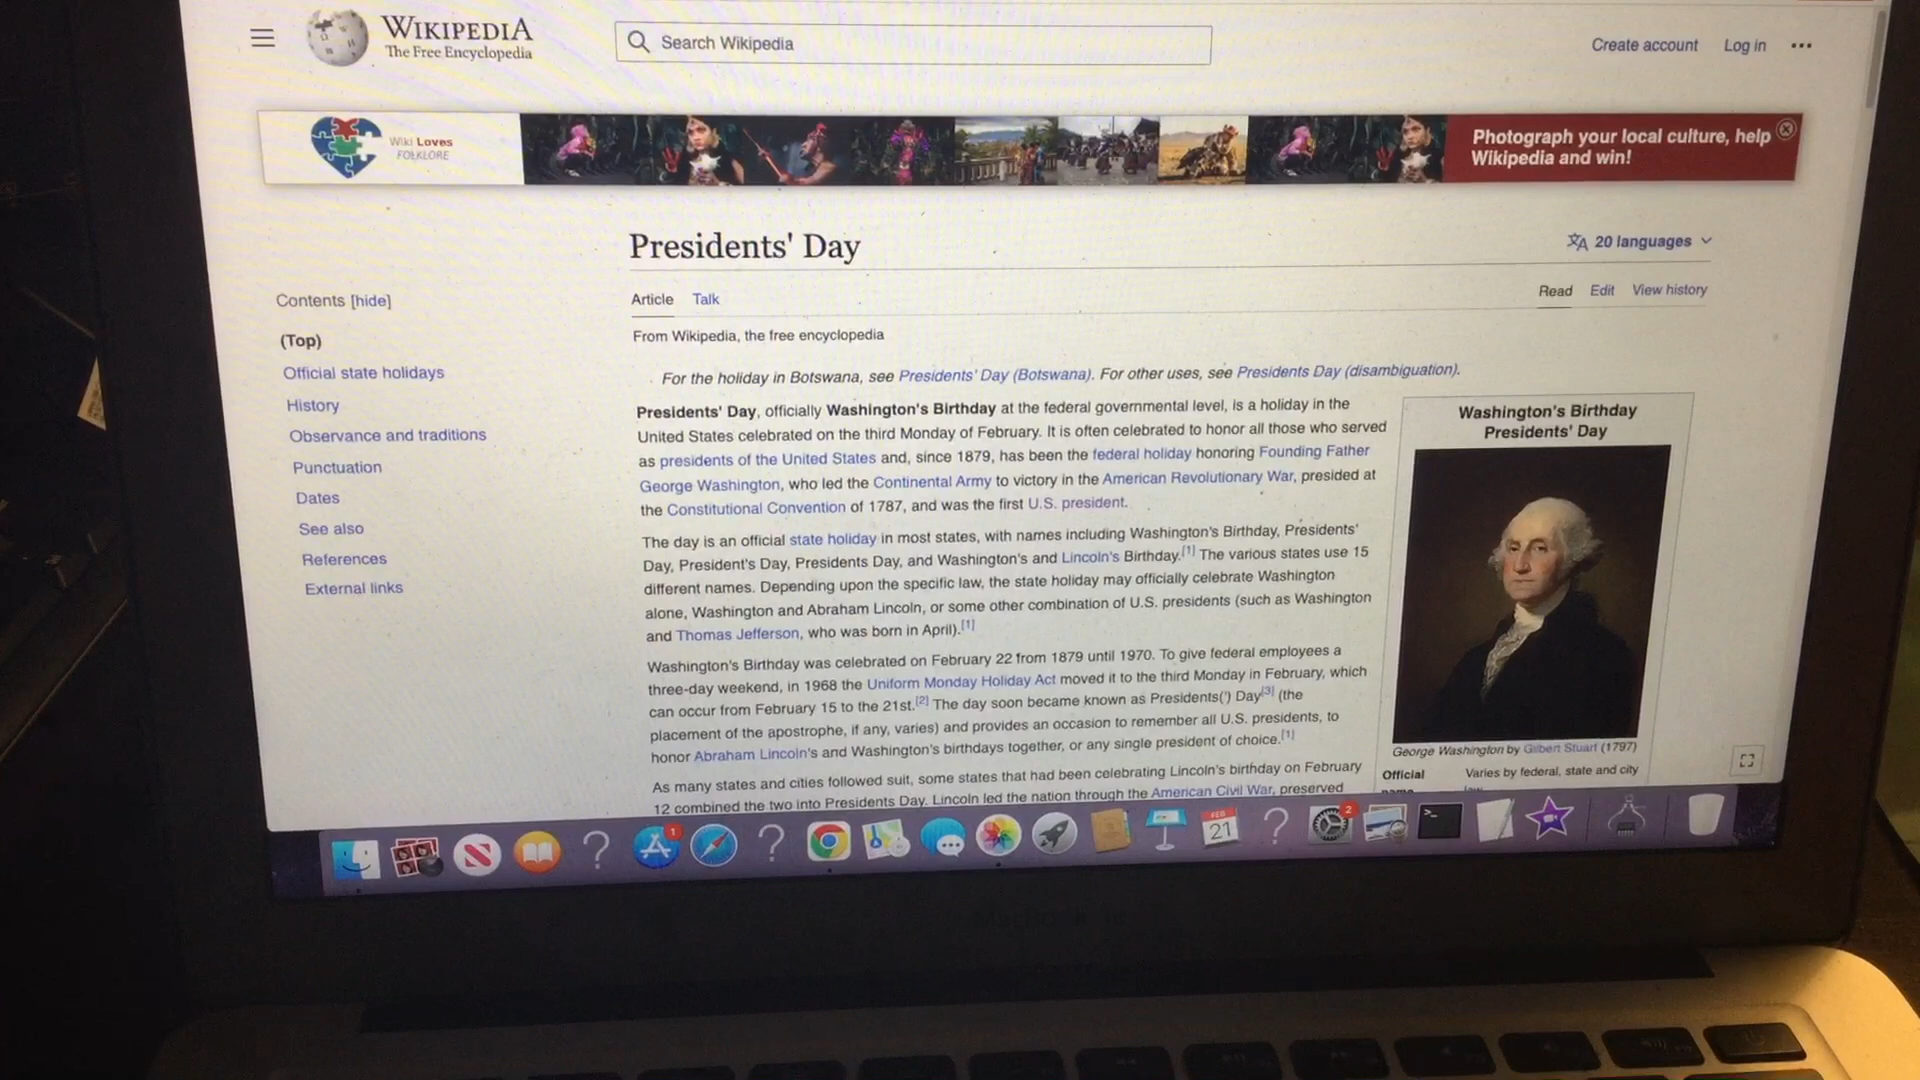 WIKIPEDIA
The Free Encyclopedia
Search Wikipedia
Create account Log in
Wiki Loves
FOLKLORE
Photograph your local culture, help
Wikipedia and win!
Presidents' Day
20 languages
Contents [hide]
(Top)
Official state holidays
History
Observance and traditions
Punctuation
Dates
See also
References
External links
Article Talk
Read Edit View history
From Wikipedia, the free encyclopedia
For the holiday in Botswana, see Presidents' Day (Botswana). For other uses, see Presidents Day (disambiguation).
Presidents' Day, officially Washington's Birthday at the federal governmental level, is a holiday in the
United States celebrated on the third Monday of February. It is often celebrated to honor all those who served
as presidents of the United States and, since 1879, has been the federal holiday honoring Founding Father
George Washington, who led the Continental Army to victory in the American Revolutionary War, presided at
the Constitutional Convention of 1787, and was the first U.S. president.
The day is an official state holiday in most states, with names including Washington's Birthday, Presidents'
Day, President's Day, Presidents Day, and Washington's and Lincoln's Birthday.[1] The various states use 15
different names. Depending upon the specific law, the state holiday may officially celebrate Washington
alone, Washington and Abraham Lincoln, or some other combination of U.S. presidents (such as Washington
and Thomas Jefferson, who was born in April).[1]
Washington's Birthday was celebrated on February 22 from 1879 until 1970. To give federal employees a
three-day weekend, in 1968 the Uniform Monday Holiday Act moved it to the third Monday in February, which
can occur from February 15 to the 21st.[2] The day soon became known as Presidents(') Day[3] (the
placement of the apostrophe, if any, varies) and provides an occasion to remember all U.S. presidents, to
honor Abraham Lincoln's and Washington's birthdays together, or any single president of choice.[1]
As many states and cities followed suit, some states that had been celebrating Lincoln's birthday on February
12 combined the two into Presidents Day. Lincoln led the nation through the American Civil War, preserved
Washington's Birthday
Presidents' Day
George Washington by Gilbert Stuart (1797)
Official Varies by federal, state and city
name law
1
FEB
21
2